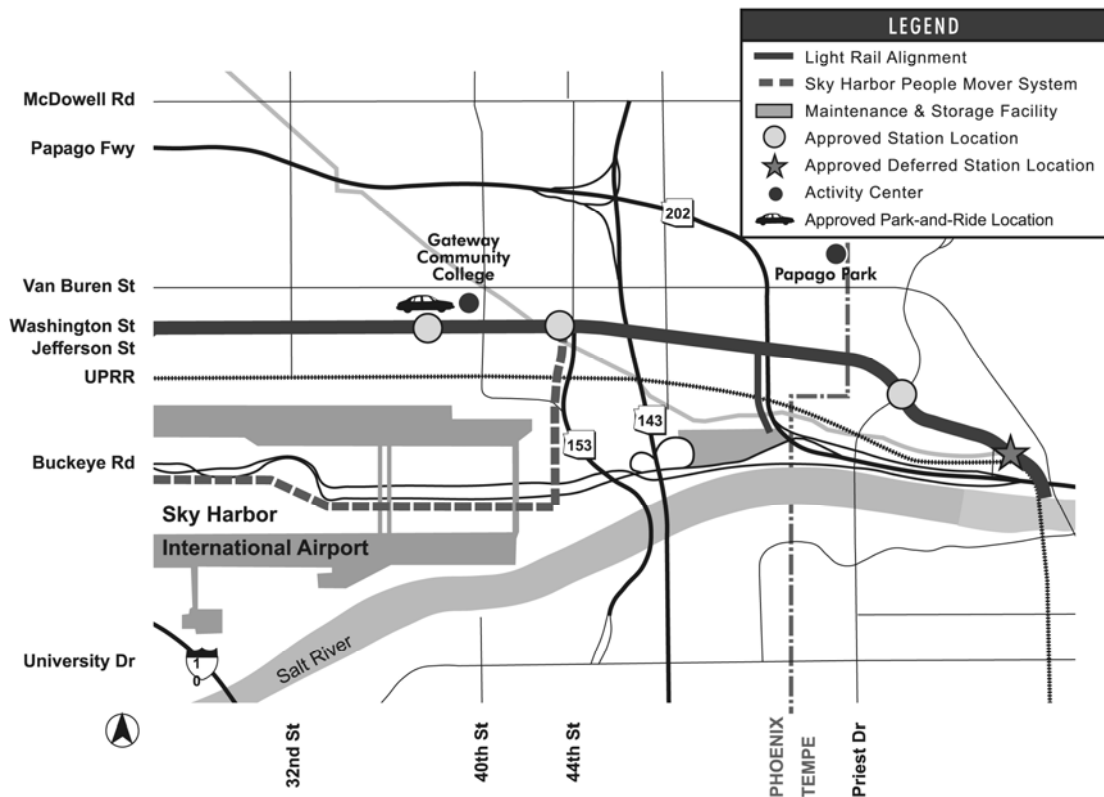 LEGEND
Light Rail Alignment
Sky Harbor People Mover System
Maintenance & Storage Facility
Approved Station Location
Approved Deferred Station Location
Activity Center
Approved Park-and-Ride Location
McDowell Rd
Papago Fwy
202
Gateway
Community
College
Papago Park
Van Buren St
Washington St
Jefferson St
UPRR
143
153
Buckeye Rd
Sky Harbor
International Airport
Salt River
University Dr
1
0
32nd St
40th St
44th St
PHOENIX
TEMPE
Priest Dr